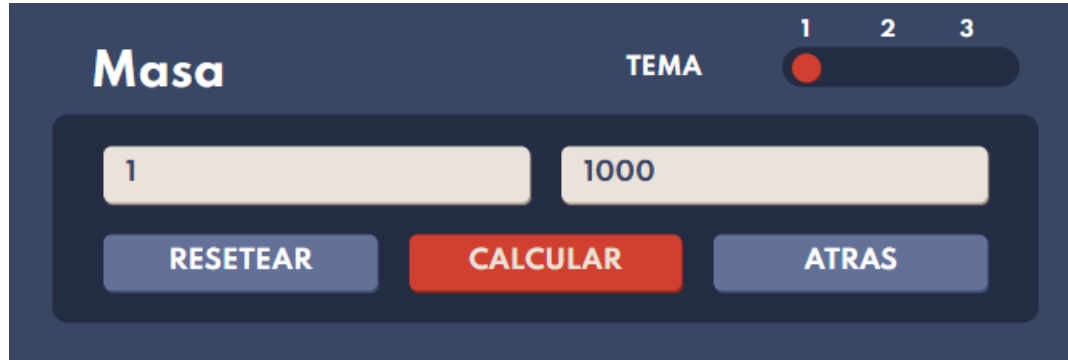 Masa
TEMA
1 2 3
1
1000
RESETEAR
CALCULAR
ATRAS